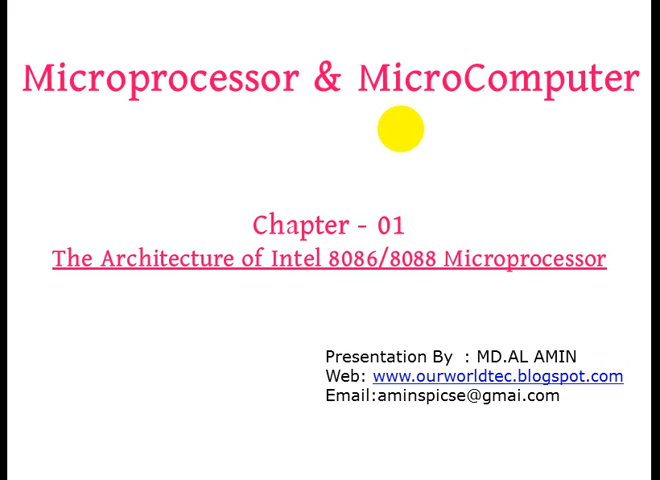 Microprocessor & MicroComputer
Chapter - 01
The Architecture of Intel 8086/8088 Microprocessor
Presentation By : MD.AL AMIN
Web: www.ourworldtec.blogspot.com
Email:aminspicse@gmai.com